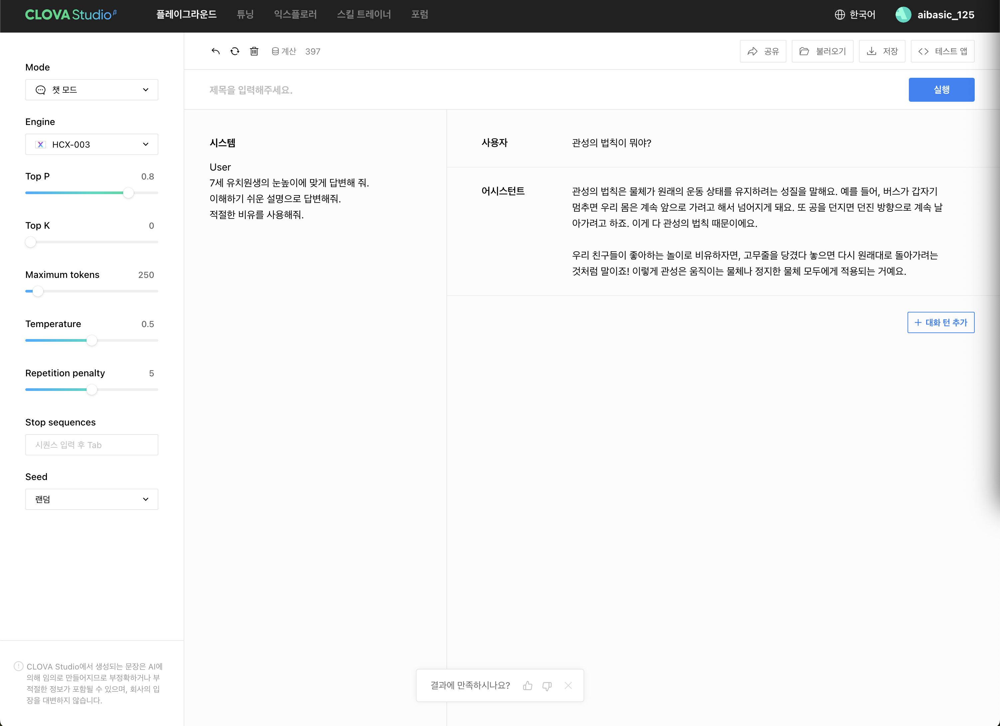 CLOVA Studio β
플레이그라운드
튜닝
익스플로러
스킬 트레이너
포럼
한국어
aibasic_125
Mode
챗 모드
Engine
HCX-003
Top P 0.8
Top K 0
Maximum tokens 250
Temperature 0.5
Repetition penalty 5
Stop sequences
시퀀스 입력 후 Tab
Seed
랜덤
CLOVA Studio에서 생성되는 문장은 AI에
의해 임의로 만들어지므로 부정확하거나 부
적절한 정보가 포함될 수 있으며, 회사의 입
장을 대변하지 않습니다.
계산 397
공유
불러오기
저장
테스트 앱
제목을 입력해주세요.
실행
시스템
User
7세 유치원생의 눈높이에 맞게 답변해 줘.
이해하기 쉬운 설명으로 답변해줘.
적절한 비유를 사용해줘.
사용자
관성의 법칙이 뭐야?
어시스턴트
관성의 법칙은 물체가 원래의 운동 상태를 유지하려는 성질을 말해요. 예를 들어, 버스가 갑자기
멈추면 우리 몸은 계속 앞으로 가려고 해서 넘어지게 돼요. 또 공을 던지면 던진 방향으로 계속 날
아가려고 하죠. 이게 다 관성의 법칙 때문이에요.
우리 친구들이 좋아하는 놀이로 비유하자면, 고무줄을 당겼다 놓으면 다시 원래대로 돌아가려는
것처럼 말이죠! 이렇게 관성은 움직이는 물체나 정지한 물체 모두에게 적용되는 거예요.
+ 대화 턴 추가
결과에 만족하시나요?